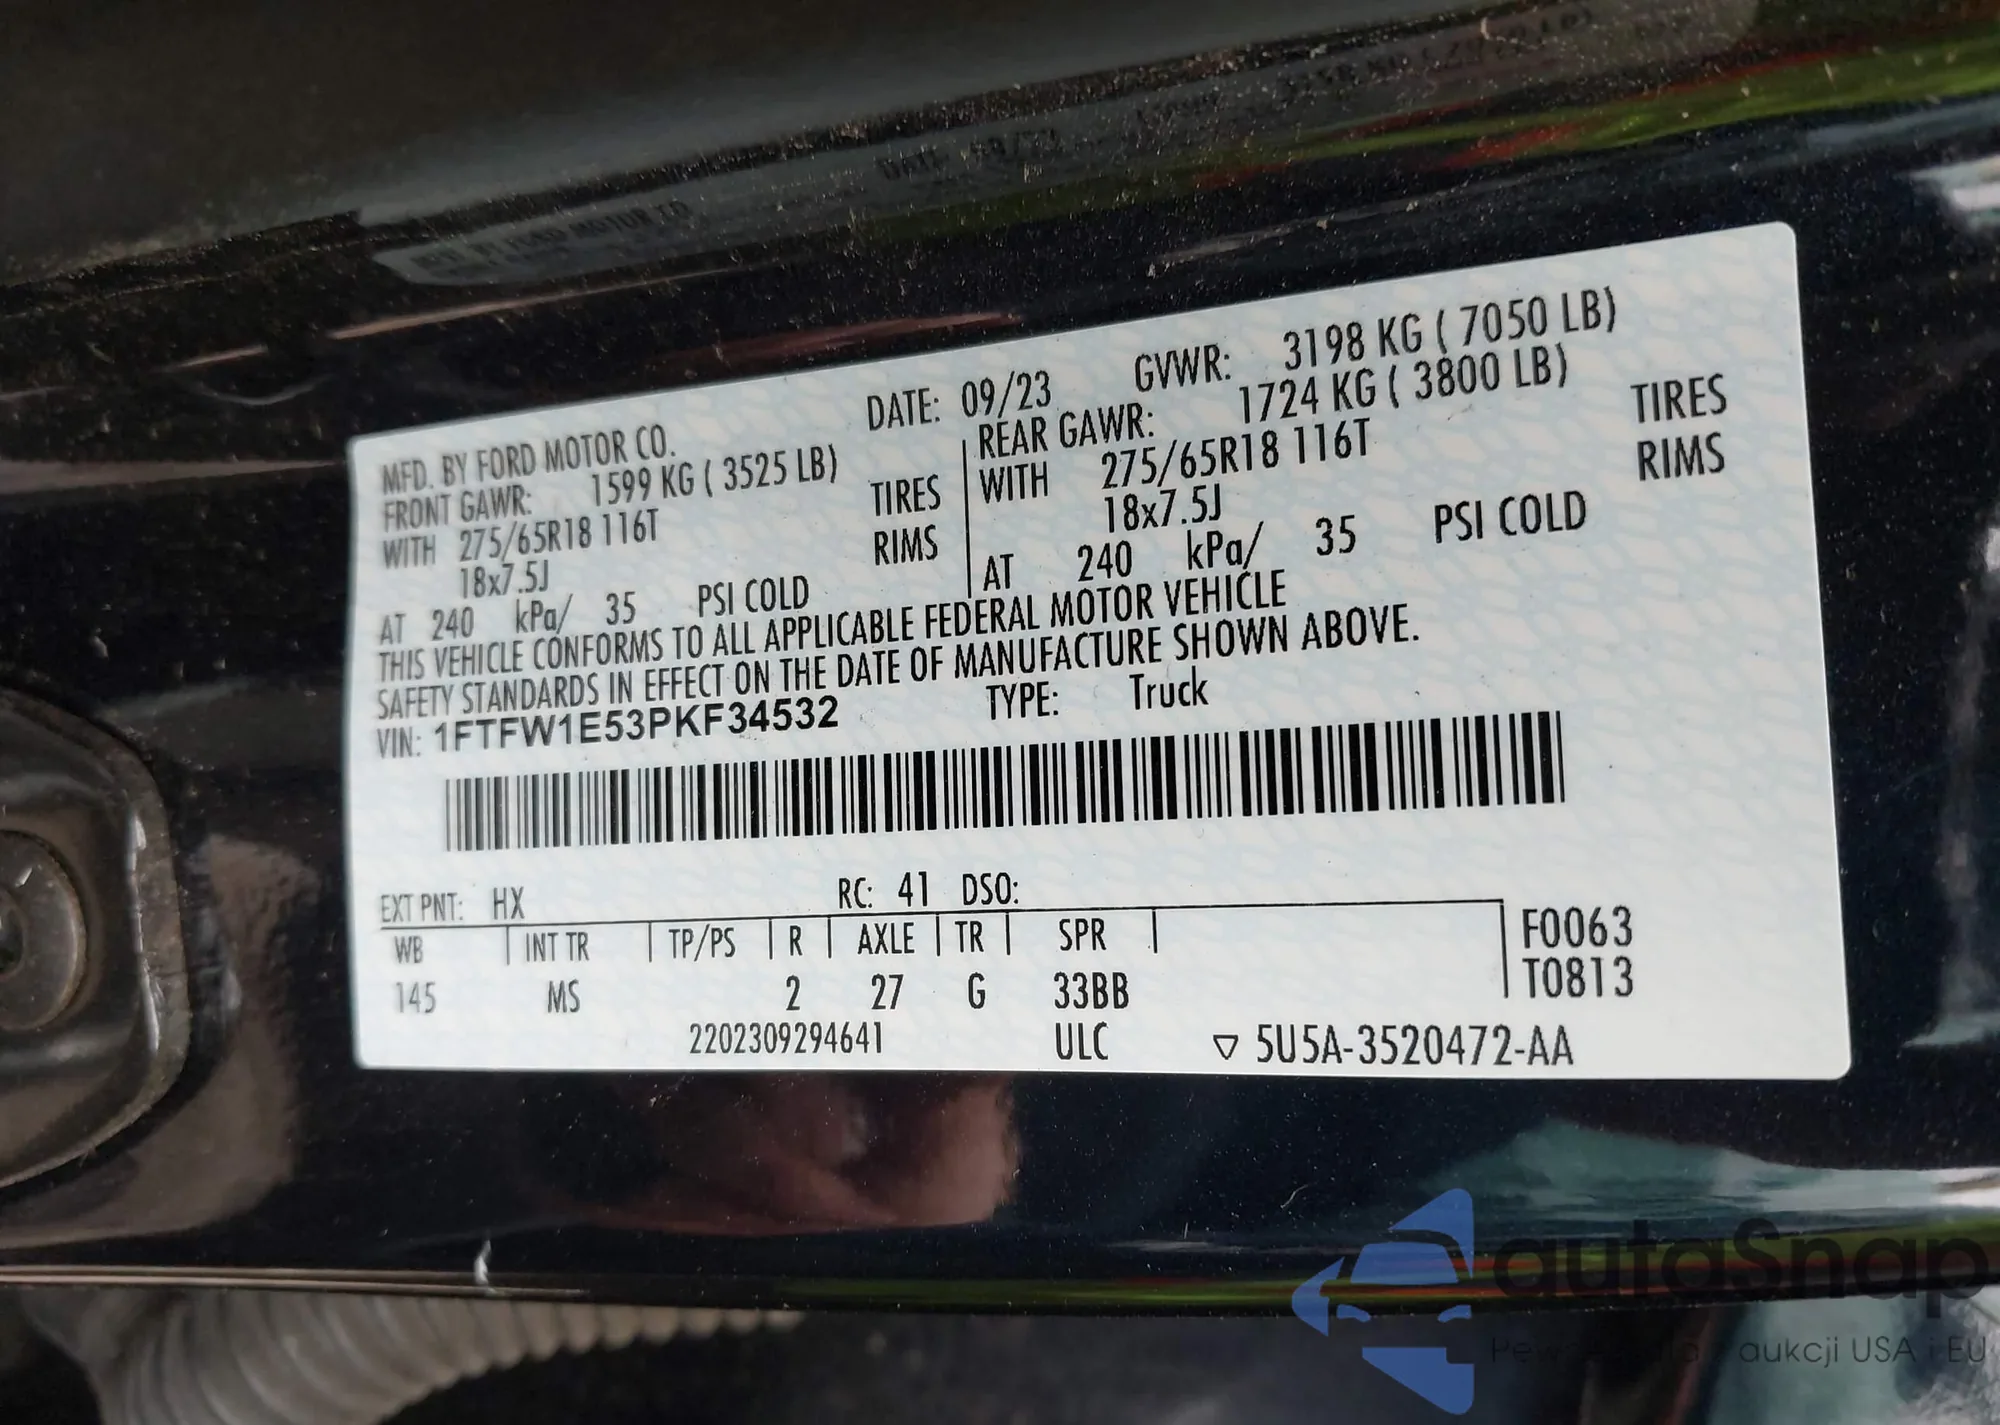 MFD. BY FORD MOTOR CO. DATE: 09/23 GVWR: 3198 KG ( 7050 LB)
FRONT GAWR: 1599 KG ( 3525 LB) REAR GAWR: 1724 KG ( 3800 LB)
WITH 275/65R18 116T TIRES WITH 275/65R18 116T TIRES
18x7.5J RIMS 18x7.5J RIMS
AT 240 kPa/ 35 PSI COLD AT 240 kPa/ 35 PSI COLD
THIS VEHICLE CONFORMS TO ALL APPLICABLE FEDERAL MOTOR VEHICLE
SAFETY STANDARDS IN EFFECT ON THE DATE OF MANUFACTURE SHOWN ABOVE.
VIN: 1FTFW1E53PKF34532 TYPE: Truck
EXT PNT: HX RC: 41 DSO:
WB INT TR TP/PS R AXLE TR SPR F0063
145 MS 2 27 G 33BB T0813
2202309294641 ULC ▽ 5U5A-3520472-AA
autoSnap
aukcji USA i EU